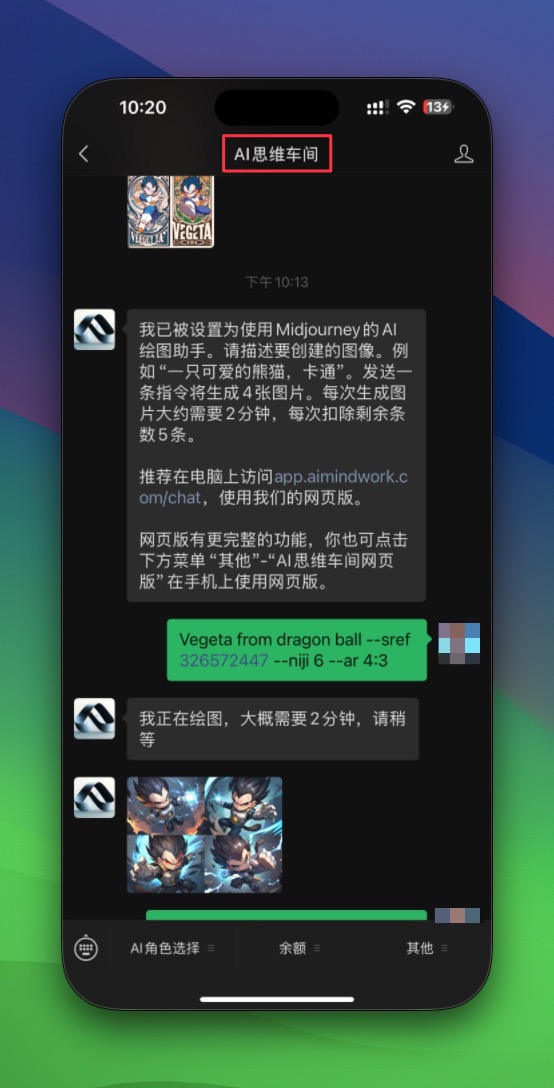 10:20
13
AI思维车间
VEGETTA
VEGETA
下午10:13
我已被设置为使用Midjourney的AI
绘图助手。请描述要创建的图像。例
如“一只可爱的熊猫，卡通”。发送一
条指令将生成4张图片。每次生成图
片大约需要2分钟，每次扣除剩余条
数5条。
推荐在电脑上访问app.aimindwork.c
om/chat，使用我们的网页版。
网页版有更完整的功能，你也可点击
下方菜单“其他”-“AI思维车间网页
版”在手机上使用网页版。
Vegeta from dragon ball --sref
326572447 --niji 6 --ar 4:3
我正在绘图，大概需要2分钟，请稍
等
AI角色选择
余额
其他